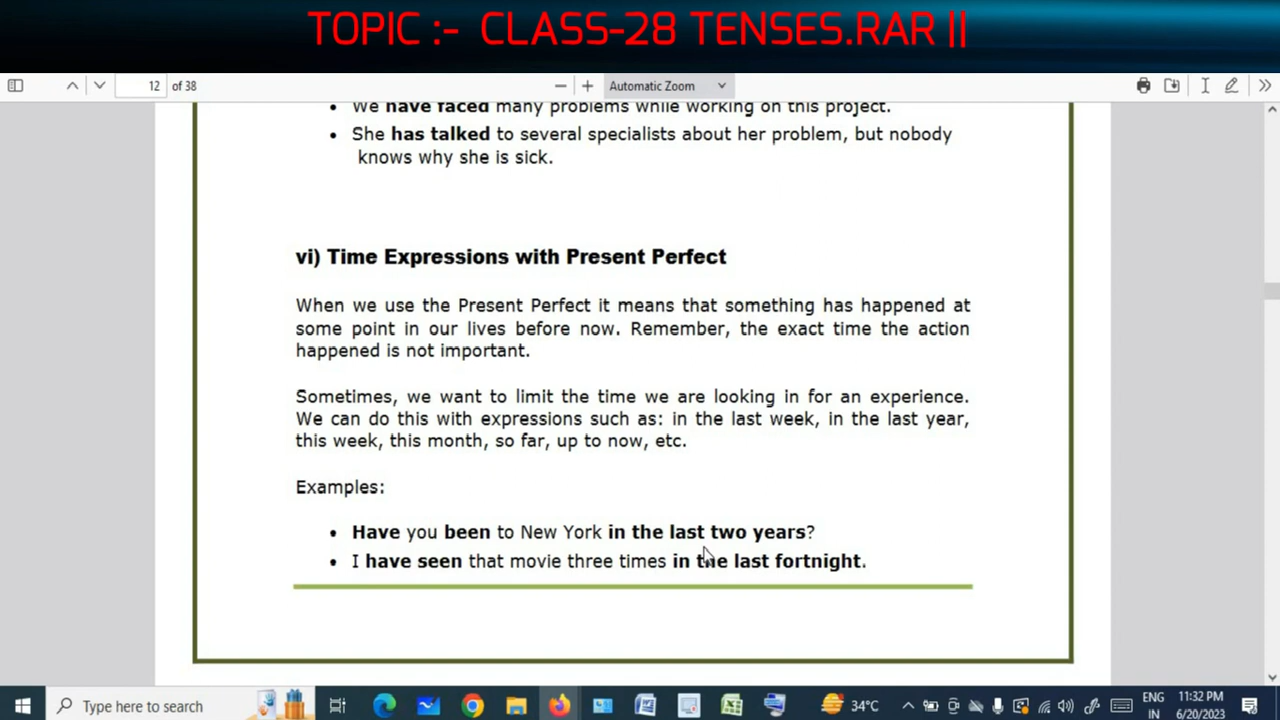 TOPIC :- CLASS-28 TENSES.RAR ||
12 of 38
Automatic Zoom
• We have faced many problems while working on this project.
• She has talked to several specialists about her problem, but nobody
knows why she is sick.
vi) Time Expressions with Present Perfect
When we use the Present Perfect it means that something has happened at
some point in our lives before now. Remember, the exact time the action
happened is not important.
Sometimes, we want to limit the time we are looking in for an experience.
We can do this with expressions such as: in the last week, in the last year,
this week, this month, so far, up to now, etc.
Examples:
• Have you been to New York in the last two years?
• I have seen that movie three times in the last fortnight.
Type here to search
34°C
ENG
IN
11:32 PM
6/20/2023